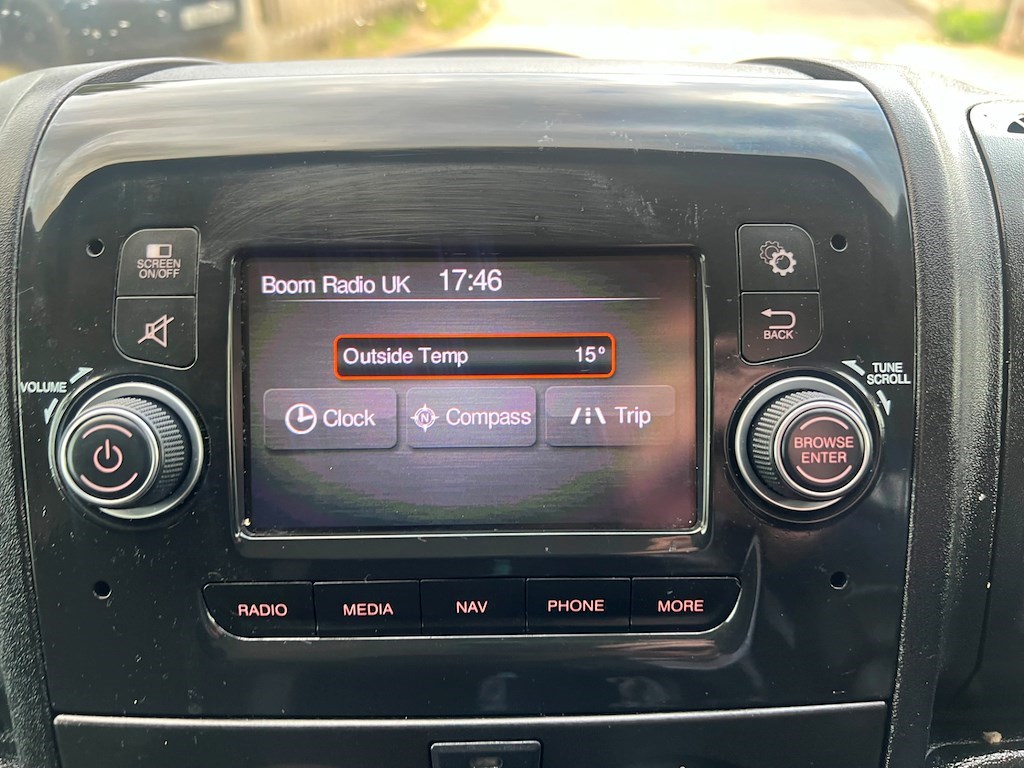 SCREEN
ON/OFF
Boom Radio UK 17:46
BACK
VOLUME
TUNE
SCROLL
Outside Temp 15º
Clock
N
Compass
Trip
BROWSE
ENTER
RADIO
MEDIA
NAV
PHONE
MORE